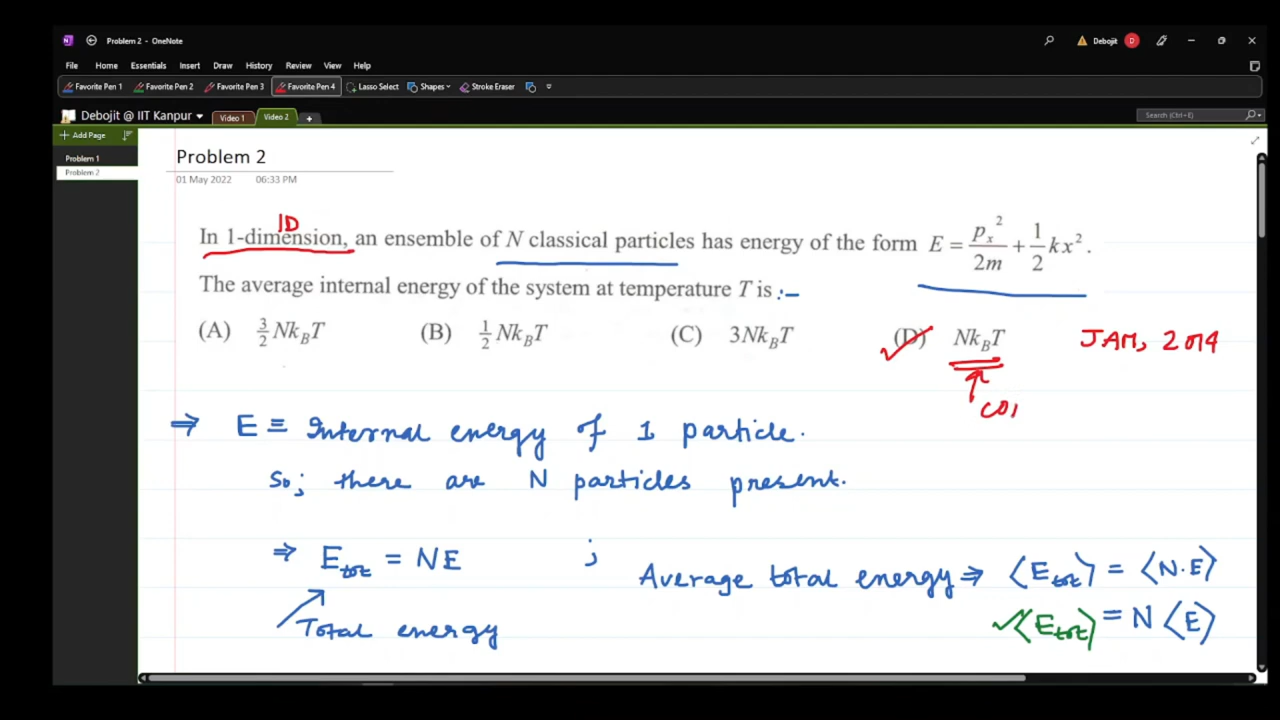 Problem 2 - OneNote
Debojit D
File Home Essentials Insert Draw History Review View Help
Favorite Pen 1 Favorite Pen 2 Favorite Pen 3 Favorite Pen 4 Lasso Select Shapes Stroke Eraser
Debojit @ IIT Kanpur Video 1 Video 2 Search (Ctrl+E)
Add Page
Problem 1
Problem 2
Problem 2
01 May 2022 06:33 PM
1D
In 1-dimension, an ensemble of N classical particles has energy of the form E = pₓ²/2m + 1/2 kx².
The average internal energy of the system at temperature T is :-
(A) 3/2 Nk_BT (B) 1/2 Nk_BT (C) 3Nk_BT (D) Nk_BT JAM, 2014
⇒ E ≡ Internal energy of 1 particle.
So; there are N particles present.
⇒ E_tot = NE ; Average total energy ⇒ ⟨E_tot⟩ = ⟨N·E⟩
Total energy ✓⟨E_tot⟩ = N⟨E⟩